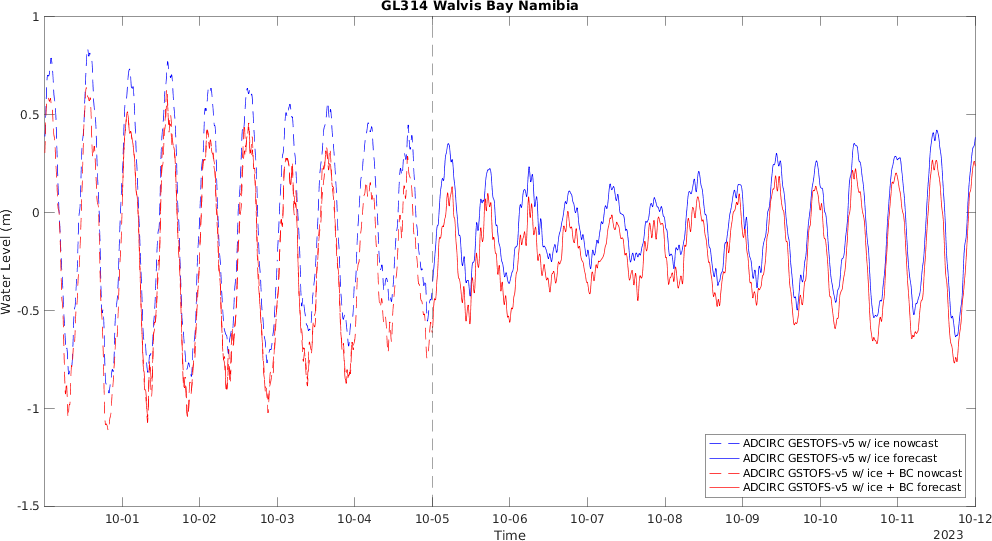 GL314 Walvis Bay Namibia
1
0.5
0
-0.5
-1
-1.5
Water Level (m)
10-01 10-02 10-03 10-04 10-05 10-06 10-07 10-08 10-09 10-10 10-11 10-12
Time
2023
ADCIRC GESTOFS-v5 w/ ice nowcast
ADCIRC GESTOFS-v5 w/ ice forecast
ADCIRC GSTOFS-v5 w/ ice + BC nowcast
ADCIRC GSTOFS-v5 w/ ice + BC forecast